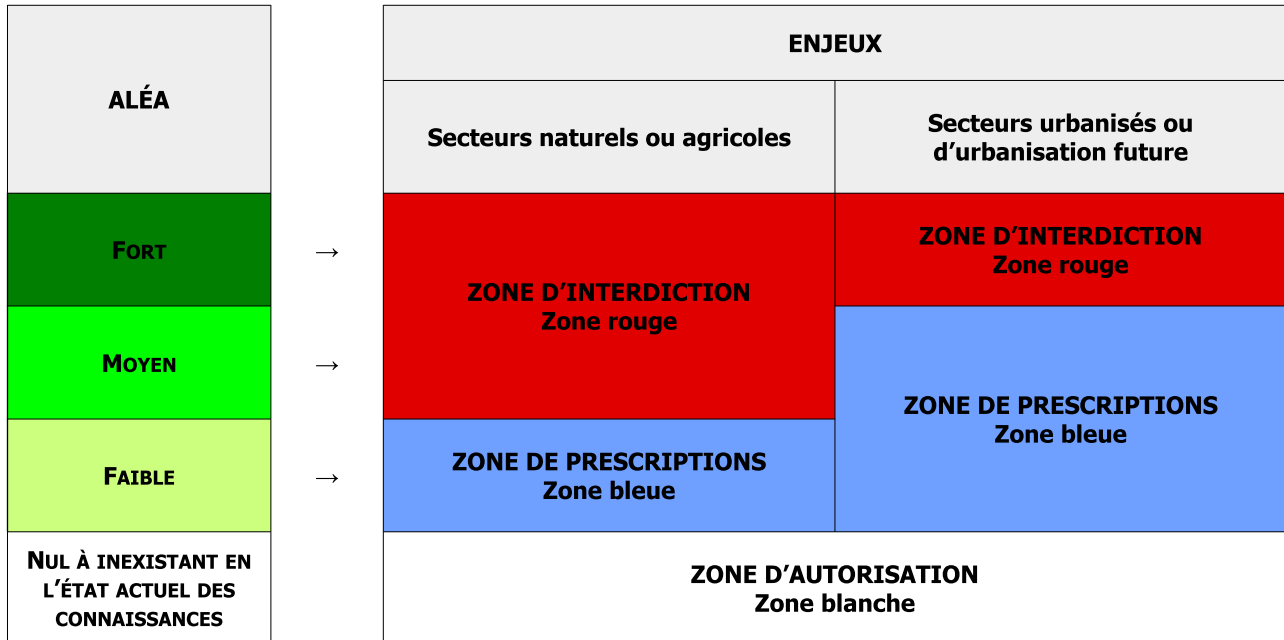 ALÉA
ENJEUX
Secteurs naturels ou agricoles
Secteurs urbanisés ou
d'urbanisation future
FORT
→
ZONE D'INTERDICTION
Zone rouge
ZONE D'INTERDICTION
Zone rouge
MOYEN
→
ZONE DE PRESCRIPTIONS
Zone bleue
FAIBLE
→
ZONE DE PRESCRIPTIONS
Zone bleue
NUL À INEXISTANT EN
L'ÉTAT ACTUEL DES
CONNAISSANCES
ZONE D'AUTORISATION
Zone blanche